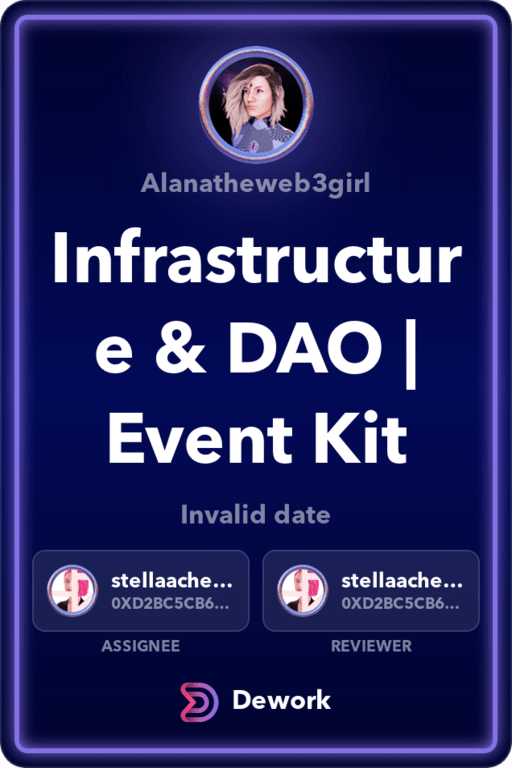 Alanatheweb3girl
Infrastructur
e & DAO |
Event Kit
Invalid date
stellaache... stellaache...
0XD2BC5CB6... 0XD2BC5CB6...
ASSIGNEE REVIEWER
Dework